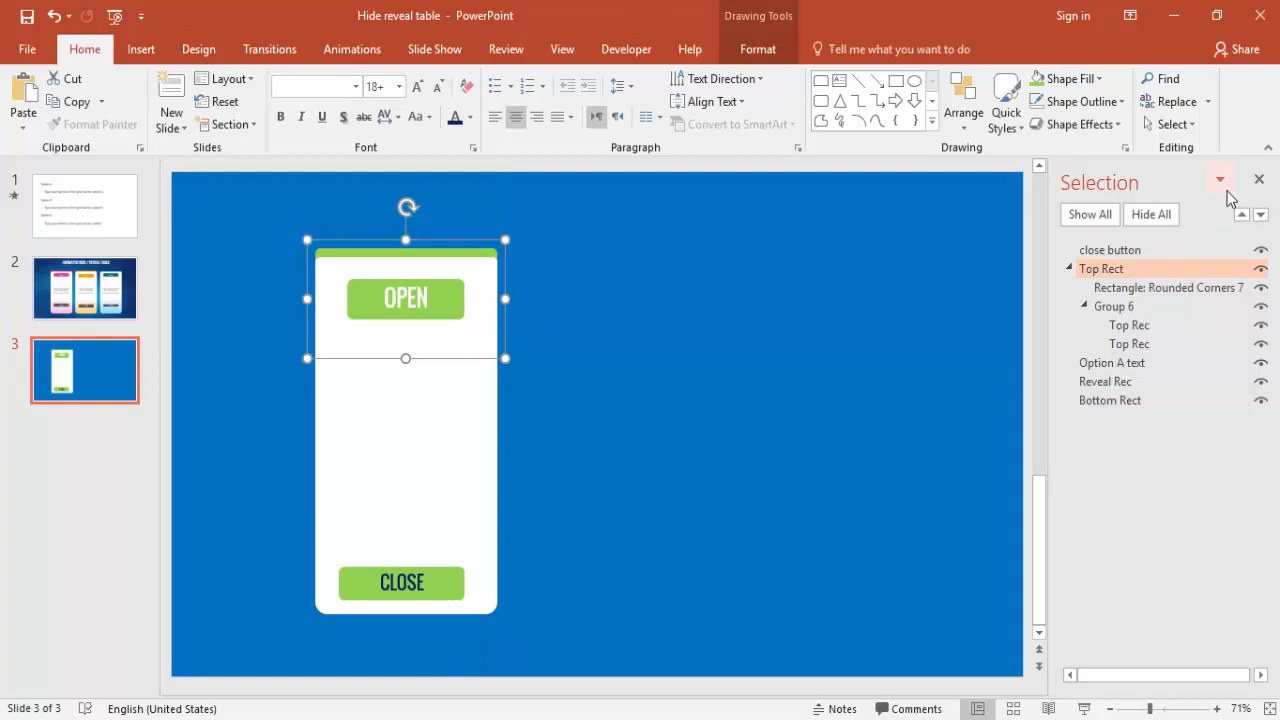 Hide reveal table - PowerPoint
Drawing Tools
Sign in
File
Home
Insert
Design
Transitions
Animations
Slide Show
Review
View
Developer
Help
Format
Tell me what you want to do
Share
Paste
Cut
Copy
Format Painter
Clipboard
New
Slide
Layout
Reset
Section
Slides
18+
Font
Text Direction
Align Text
Convert to SmartArt
Paragraph
Arrange
Quick
Styles
Shape Fill
Shape Outline
Shape Effects
Drawing
Find
Replace
Select
Editing
1
2
3
OPEN
CLOSE
Selection
Show All
Hide All
close button
Top Rect
Rectangle: Rounded Corners 7
Group 6
Top Rec
Top Rec
Option A text
Reveal Rec
Bottom Rect
Slide 3 of 3
English (United States)
Notes
Comments
71%